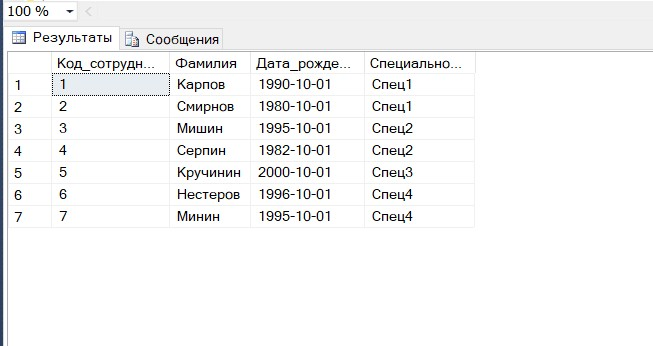 100 %
Результаты Сообщения
Код_сотрудн... Фамилия Дата_рожде... Специально...
1 1 Карпов 1990-10-01 Спец1
2 2 Смирнов 1980-10-01 Спец1
3 3 Мишин 1995-10-01 Спец2
4 4 Серпин 1982-10-01 Спец2
5 5 Кручинин 2000-10-01 Спец3
6 6 Нестеров 1996-10-01 Спец4
7 7 Минин 1995-10-01 Спец4